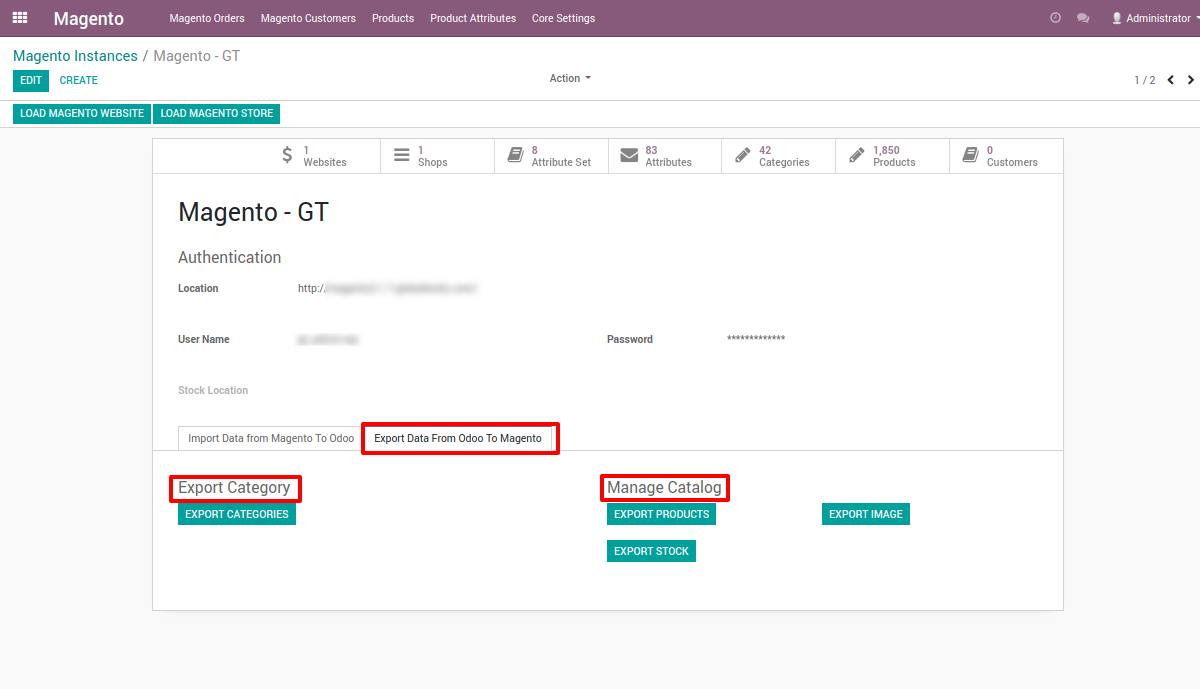 Magento Magento Orders Magento Customers Products Product Attributes Core Settings Administrator
Magento Instances / Magento - GT
EDIT CREATE Action 1 / 2
LOAD MAGENTO WEBSITE LOAD MAGENTO STORE
1 Websites
1 Shops
8 Attribute Set
83 Attributes
42 Categories
1,850 Products
0 Customers
Magento - GT
Authentication
Location http:/
User Name Password *************
Stock Location
Import Data from Magento To Odoo Export Data From Odoo To Magento
Export Category Manage Catalog
EXPORT CATEGORIES EXPORT PRODUCTS EXPORT IMAGE
EXPORT STOCK